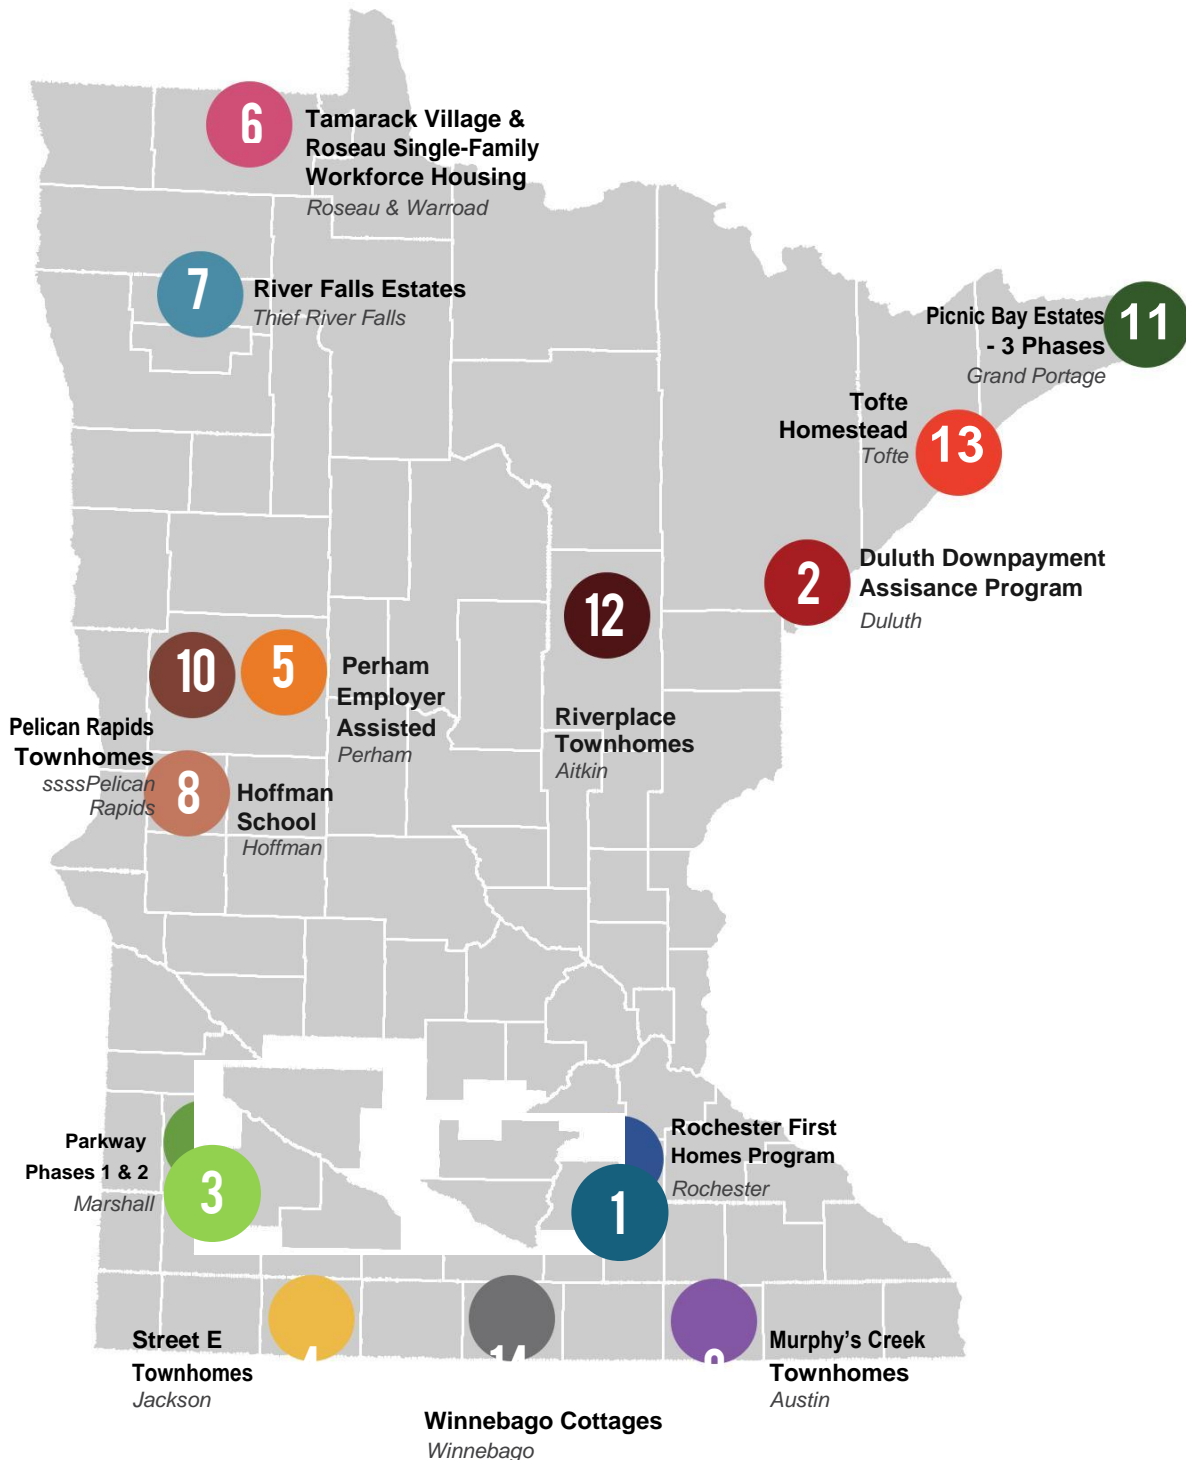 6
Tamarack Village &
Roseau Single-Family
Workforce Housing
Roseau & Warroad
7
River Falls Estates
Thief River Falls
Picnic Bay Estates
- 3 Phases
Grand Portage
11
Tofte
Homestead
Tofte
13
2
Duluth Downpayment
Assisance Program
Duluth
12
Riverplace
Townhomes
Aitkin
10
Pelican Rapids
Townhomes
ssssPelican
Rapids
5
Perham
Employer
Assisted
Perham
8
Hoffman
School
Hoffman
Parkway
Phases 1 & 2
Marshall
3
1
Rochester First
Homes Program
Rochester
4
Street E
Townhomes
Jackson
14
Winnebago Cottages
Winnebago
9
Murphy’s Creek
Townhomes
Austin